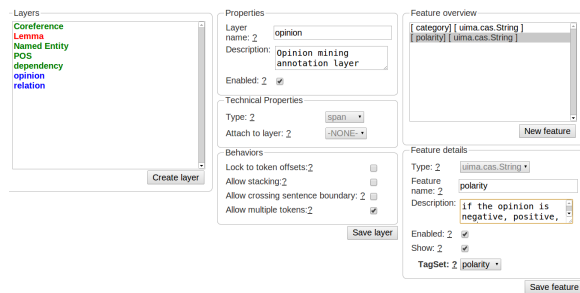 Layers
Coreference
Lemma
Named Entity
POS
dependency
opinion
relation
Create layer
Properties
Layer name: ? opinion
Description: Opinion mining
annotation layer
Enabled: ?
Technical Properties
Type: ? span
Attach to layer: ? -NONE-
Behaviors
Lock to token offsets:?
Allow stacking:?
Allow crossing sentence boundary: ?
Allow multiple tokens:?
Save layer
Feature overview
[ category] [ uima.cas.String ]
[ polarity] [ uima.cas.String ]
New feature
Feature details
Type: ? uima.cas.String
Feature name: ? polarity
Description: if the opinion is
negative, positive,
Enabled: ?
Show: ?
TagSet: ? polarity
Save feature